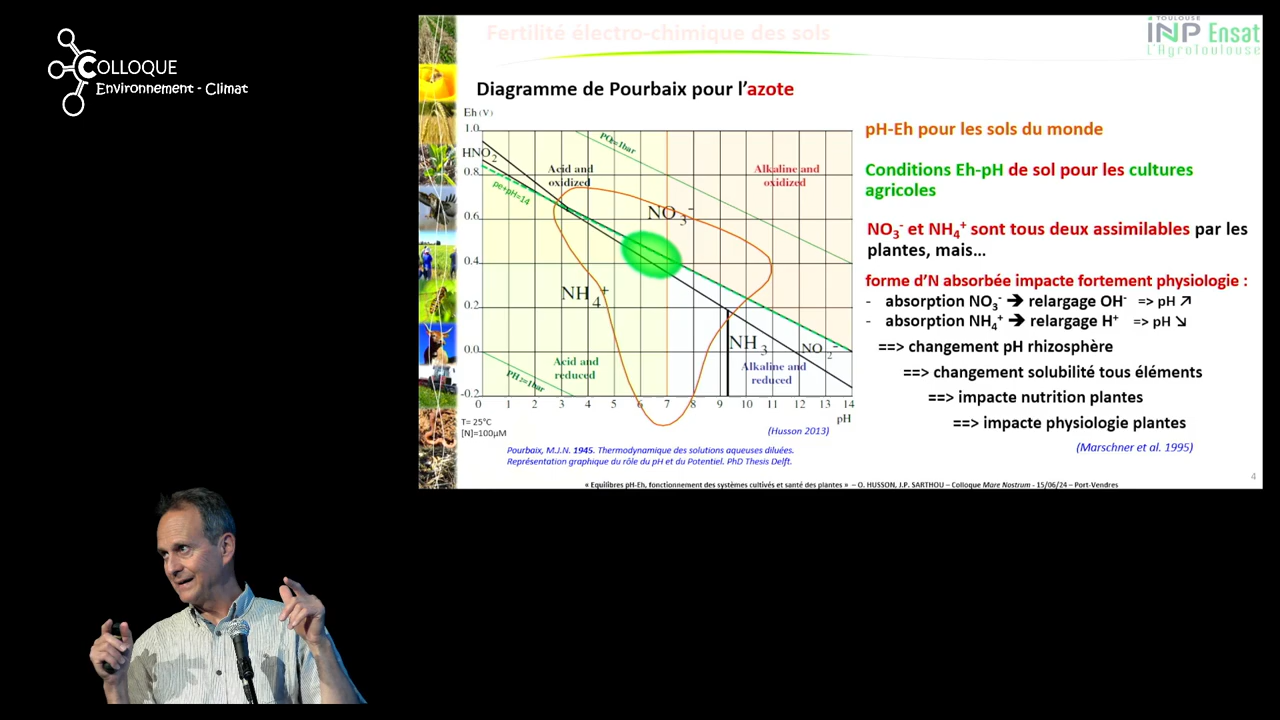 COLLOQUE
Environnement - Climat
Fertilité électro-chimique des sols
TOULOUSE
INP Ensat
L'AgroToulouse
Diagramme de Pourbaix pour l'azote
Eh (V)
1.0
PO₂=1bar
HNO₂
0.8
Acid and
oxidized
Alkaline and
oxidized
pe+pH=14
0.6
NO₃⁻
0.4
NH₄⁺
0.2
NH₃
NO₂⁻
0.0
Acid and
reduced
Alkaline and
reduced
PH₂=1bar
-0.2
0 1 2 3 4 5 6 7 8 9 10 11 12 13 14
pH
T= 25°C
[N]=100µM
(Husson 2013)
Pourbaix, M.J.N. 1945. Thermodynamique des solutions aqueuses diluées.
Représentation graphique du rôle du pH et du Potentiel. PhD Thesis Delft.
pH-Eh pour les sols du monde
Conditions Eh-pH de sol pour les cultures
agricoles
NO₃⁻ et NH₄⁺ sont tous deux assimilables par les
plantes, mais…
forme d'N absorbée impacte fortement physiologie :
- absorption NO₃⁻ ➔ relargage OH⁻ => pH ↗
- absorption NH₄⁺ ➔ relargage H⁺ => pH ↘
==> changement pH rhizosphère
==> changement solubilité tous éléments
==> impacte nutrition plantes
==> impacte physiologie plantes
(Marschner et al. 1995)
4
« Equilibres pH-Eh, fonctionnement des systèmes cultivés et santé des plantes » – O. HUSSON, J.P. SARTHOU – Colloque Mare Nostrum - 15/06/24 – Port-Vendres